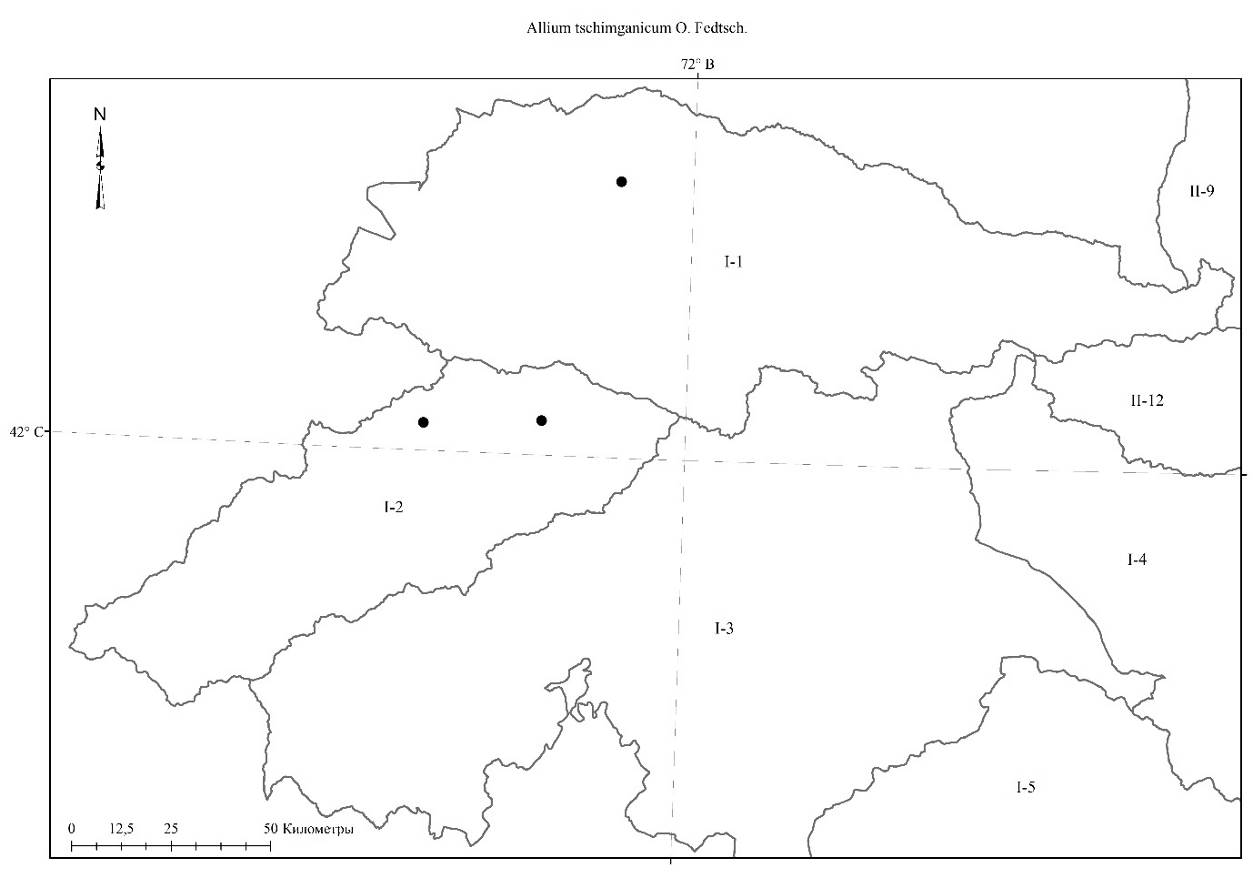 Allium tschimganicum O. Fedtsch.
72° В
N
II-9
I-1
II-12
42° С
I-2
I-4
I-3
I-5
0 12,5 25 50 Километры